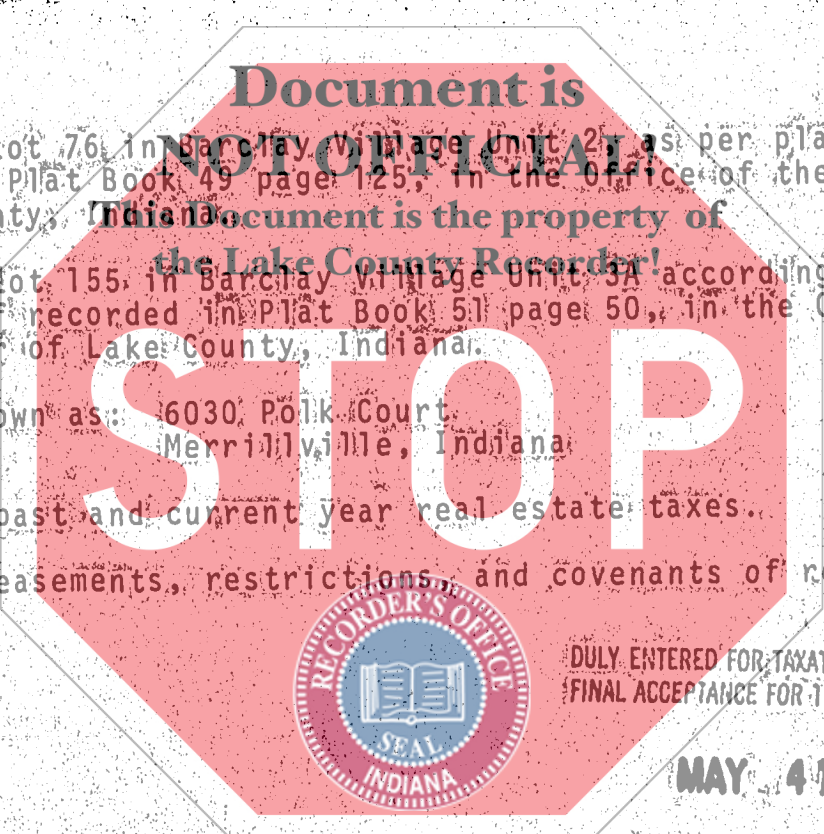 Document is
NOT OFFICIAL!
This Document is the property of
the Lake County Recorder!
STOP
ot 76 in Barclay Village Unit 2, as per pla
Plat Book 49 page 125, in the Office of the
nty, Indiana.
ot 155 in Barclay Village Unit 3A according
f recorded in Plat Book 51 page 50, in the O
r of Lake County, Indiana.
own as: 6030 Polk Court
Merrillville, Indiana
past and current year real estate taxes.
easements, restrictions, and covenants of re
RECORDER'S OFFICE
SEAL
INDIANA
DULY ENTERED FOR TAXAT
FINAL ACCEPTANCE FOR T
MAY 4 1